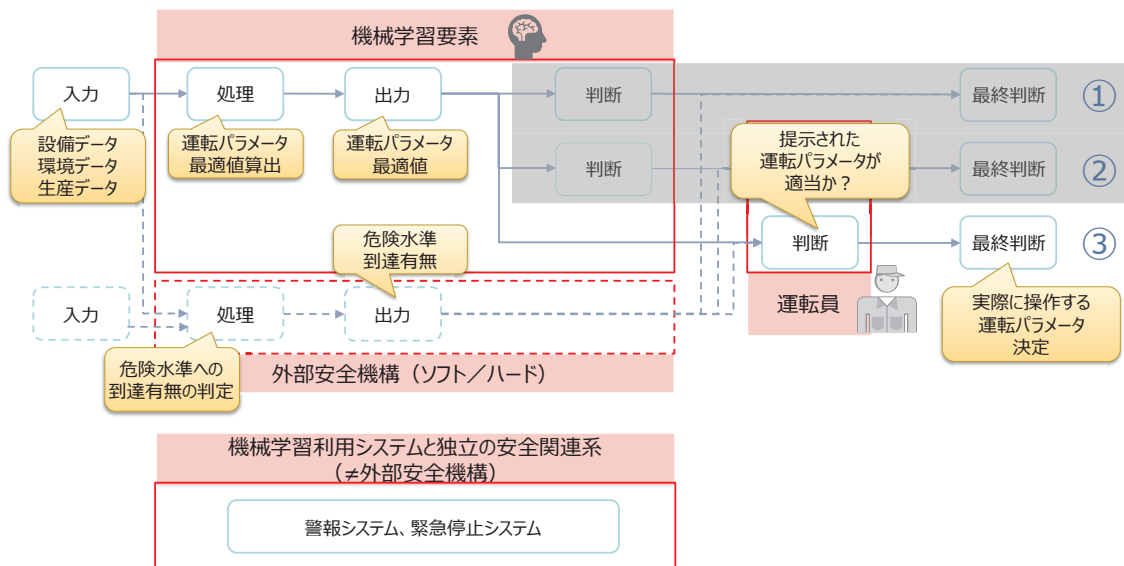 機械学習要素
入力
処理
出力
判断
最終判断
①
設備データ
環境データ
生産データ
運転パラメータ
最適値算出
運転パラメータ
最適値
判断
提示された
運転パラメータが
適当か？
最終判断
②
危険水準
到達有無
判断
最終判断
③
運転員
実際に操作する
運転パラメータ
決定
入力
処理
出力
危険水準への
到達有無の判定
外部安全機構（ソフト／ハード）
機械学習利用システムと独立の安全関連系
（≠外部安全機構）
警報システム、緊急停止システム